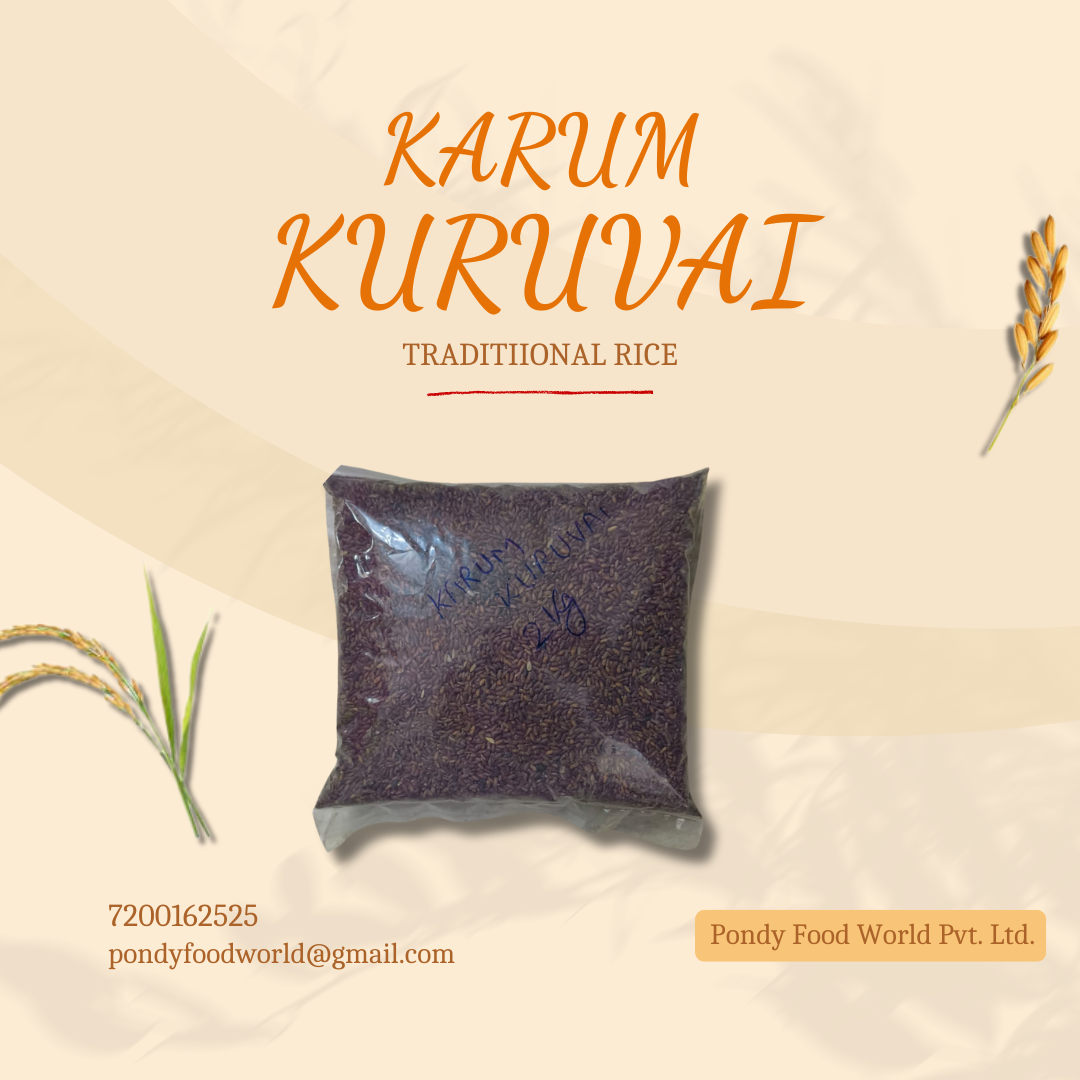 KARUM
KURUVAI
TRADITIIONAL RICE
KARUM
KURUVAI
2 Kg
7200162525
pondyfoodworld@gmail.com
Pondy Food World Pvt. Ltd.